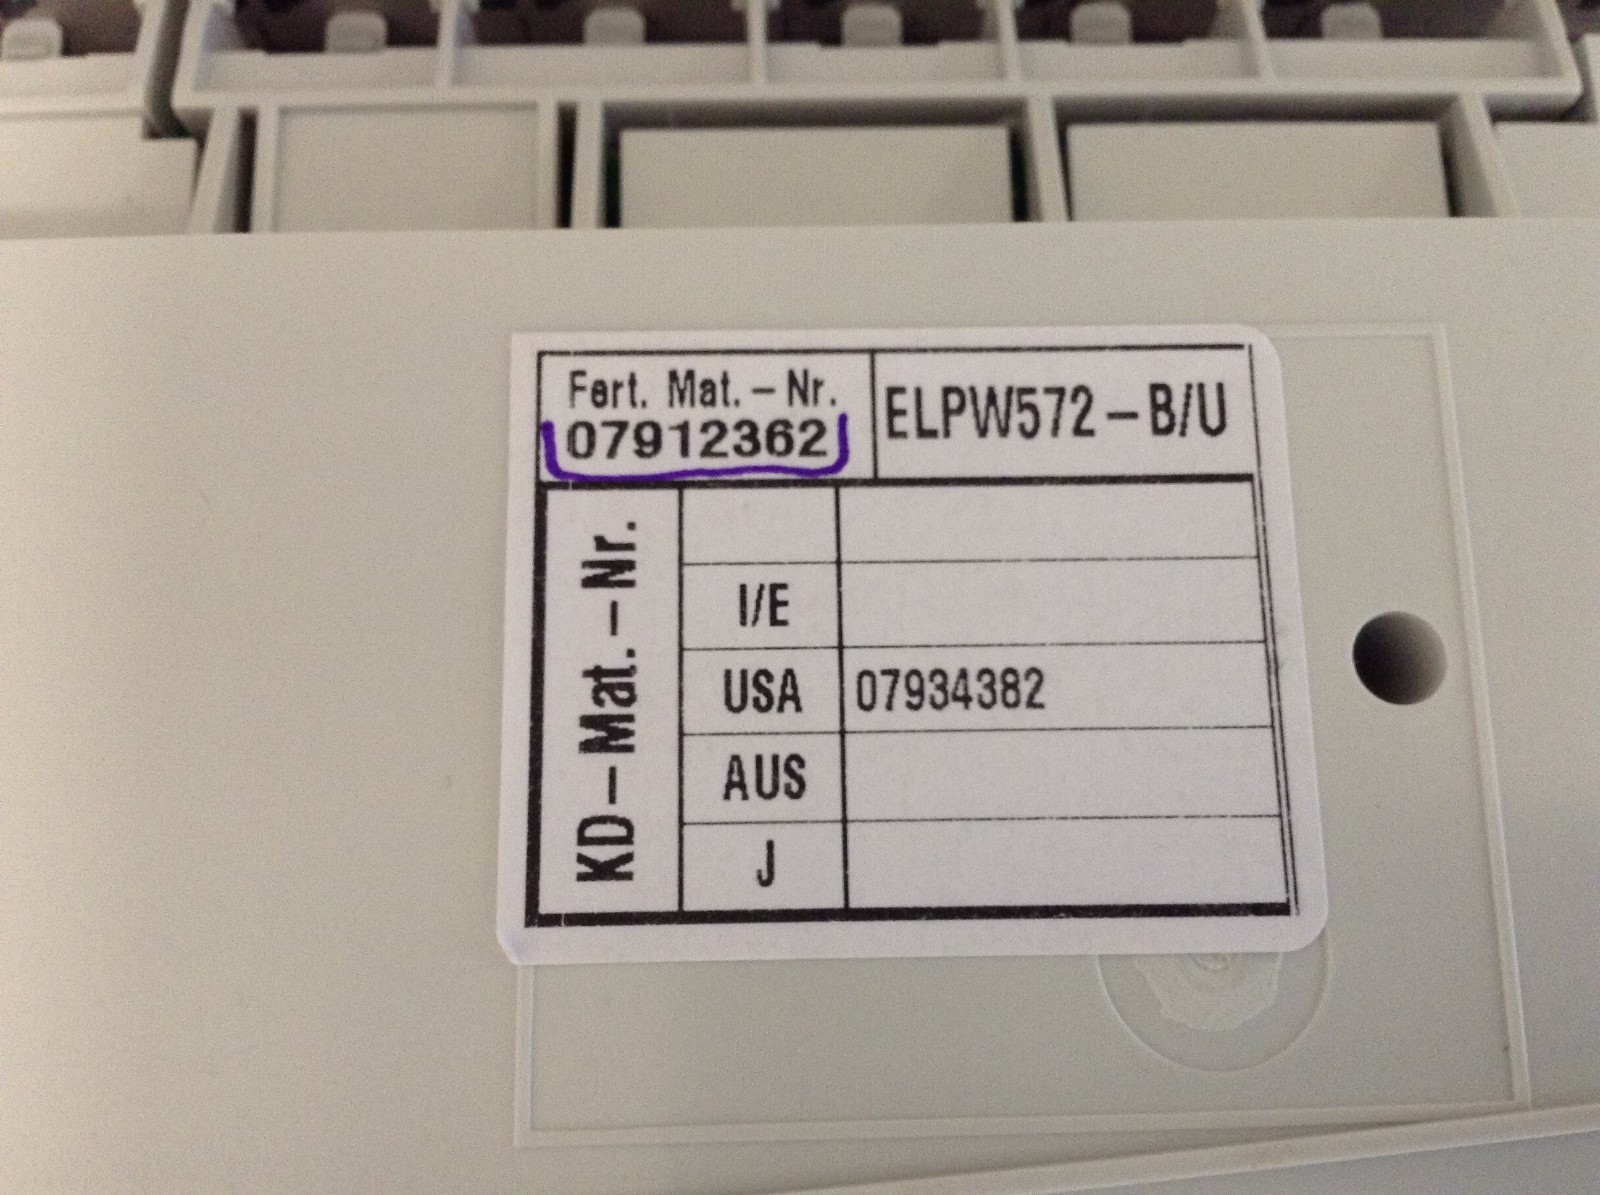 Fert. Mat. – Nr.
07912362
ELPW572 – B/U
KD – Mat. – Nr.
I/E
USA 07934382
AUS
J